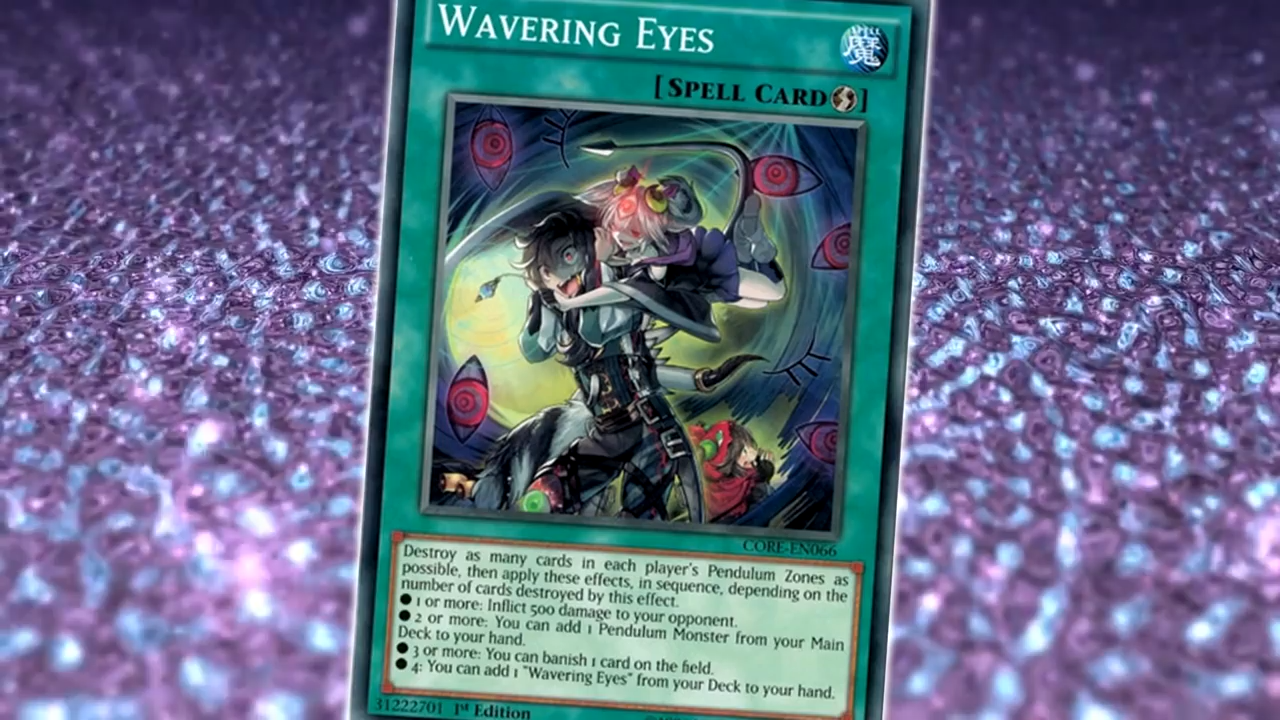 WAVERING EYES
魔
[SPELL CARD]
CORE-EN066
Destroy as many cards in each player's Pendulum Zones as
possible, then apply these effects, in sequence, depending on the
number of cards destroyed by this effect.
● 1 or more: Inflict 500 damage to your opponent.
● 2 or more: You can add 1 Pendulum Monster from your Main
Deck to your hand.
● 3 or more: You can banish 1 card on the field.
● 4: You can add 1 "Wavering Eyes" from your Deck to your hand.
31222701 1st Edition